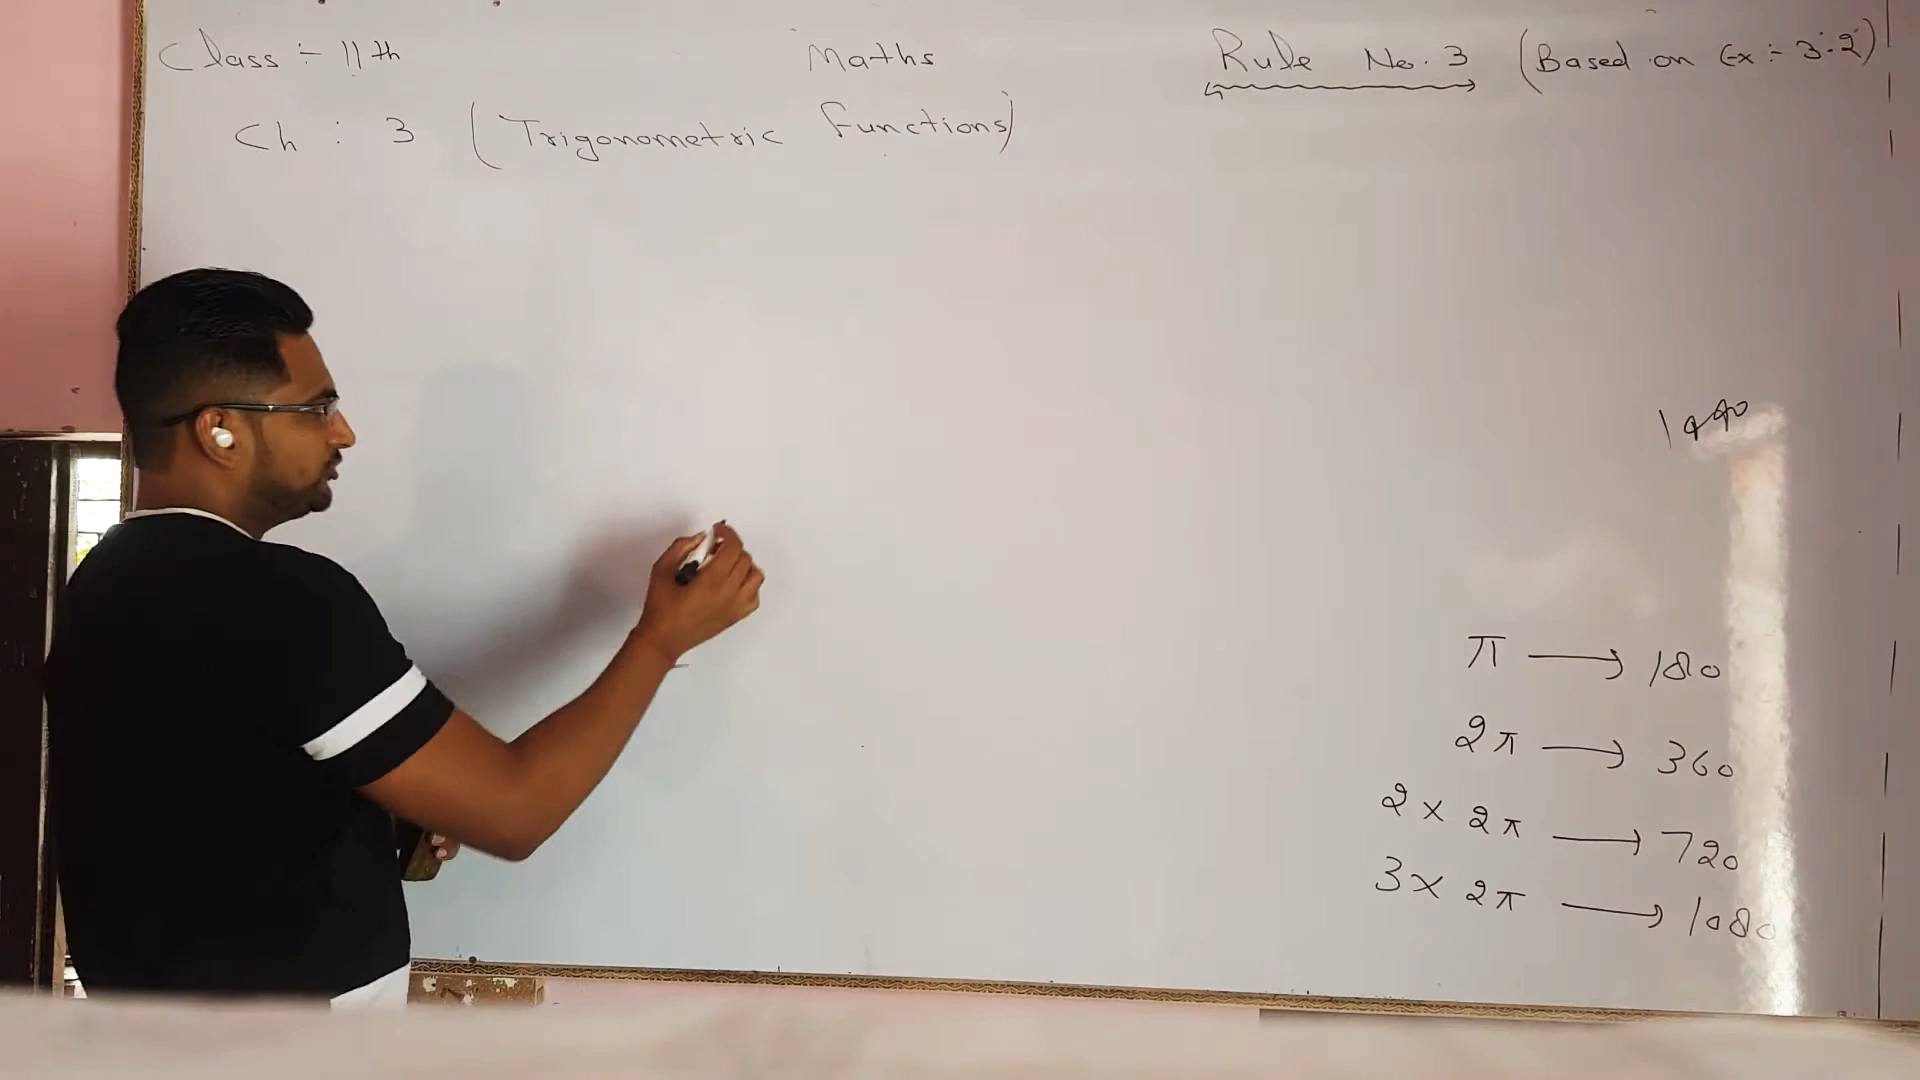 Class :- 11th Maths Rule No. 3 (Based on Ex :- 3.2)
Ch : 3 (Trigonometric Functions)
1440
π → 180
2π → 360
2 × 2π → 720
3 × 2π → 1080